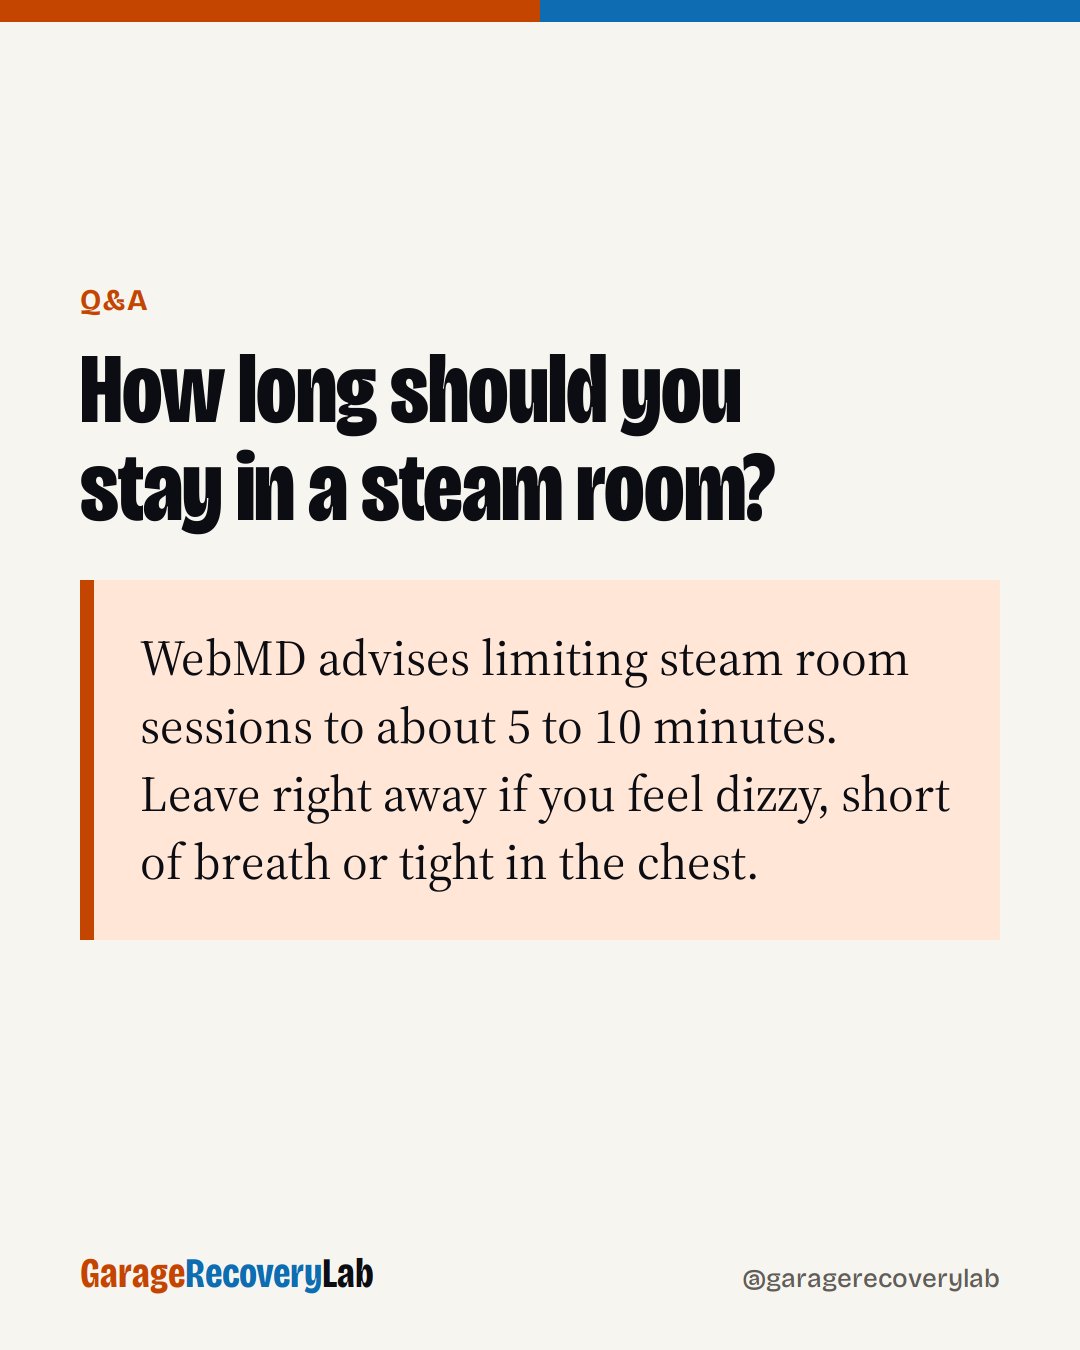 Q&A
How long should you
stay in a steam room?
WebMD advises limiting steam room
sessions to about 5 to 10 minutes.
Leave right away if you feel dizzy, short
of breath or tight in the chest.
GarageRecoveryLab
@garagerecoverylab